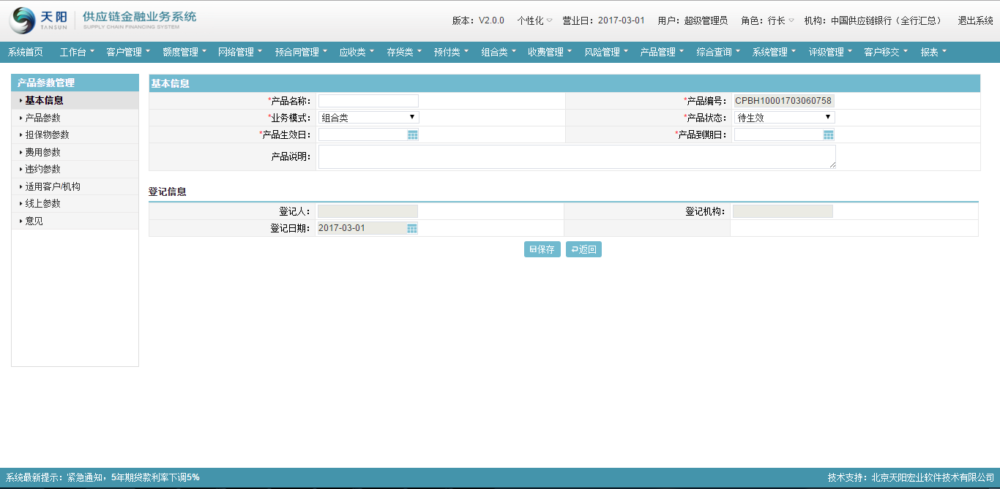 天阳 TANSUN 供应链金融业务系统 SUPPLY CHAIN FINANCING SYSTEM
版本：V2.0.0 个性化 营业日：2017-03-01 用户：超级管理员 角色：行长 机构：中国供应链银行（全行汇总） 退出系统
系统首页 工作台 客户管理 额度管理 网络管理 预合同管理 应收类 存货类 预付类 组合类 收费管理 风险管理 产品管理 综合查询 系统管理 评级管理 客户移交 报表
产品参数管理
基本信息
产品参数
担保物参数
费用参数
违约参数
适用客户/机构
线上参数
意见
基本信息
*产品名称： *产品编号： CPBH10001703060758
*业务模式： 组合类 *产品状态： 待生效
*产品生效日： *产品到期日：
产品说明：
登记信息
登记人： 登记机构：
登记日期： 2017-03-01
保存 返回
系统最新提示：紧急通知，5年期贷款利率下调5% 技术支持：北京天阳宏业软件技术有限公司